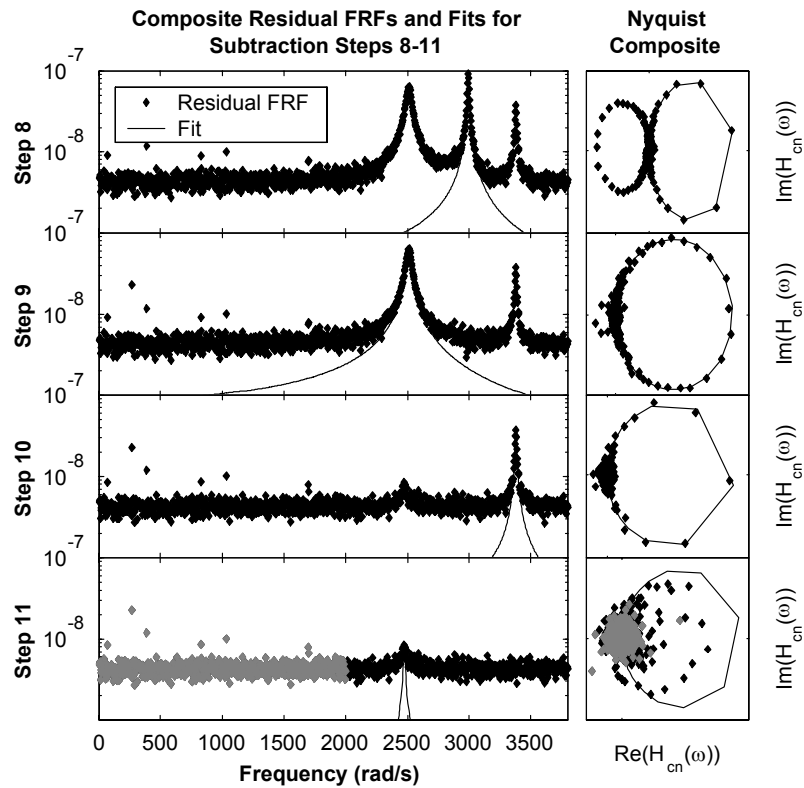 Composite Residual FRFs and Fits for
Subtraction Steps 8-11
Nyquist
Composite
10^-7
Residual FRF
Fit
Step 8
10^-8
Im(H_cn(ω))
10^-7
Step 9
10^-8
Im(H_cn(ω))
10^-7
Step 10
10^-8
Im(H_cn(ω))
10^-7
Step 11
10^-8
Im(H_cn(ω))
0 500 1000 1500 2000 2500 3000 3500
Frequency (rad/s)
Re(H_cn(ω))